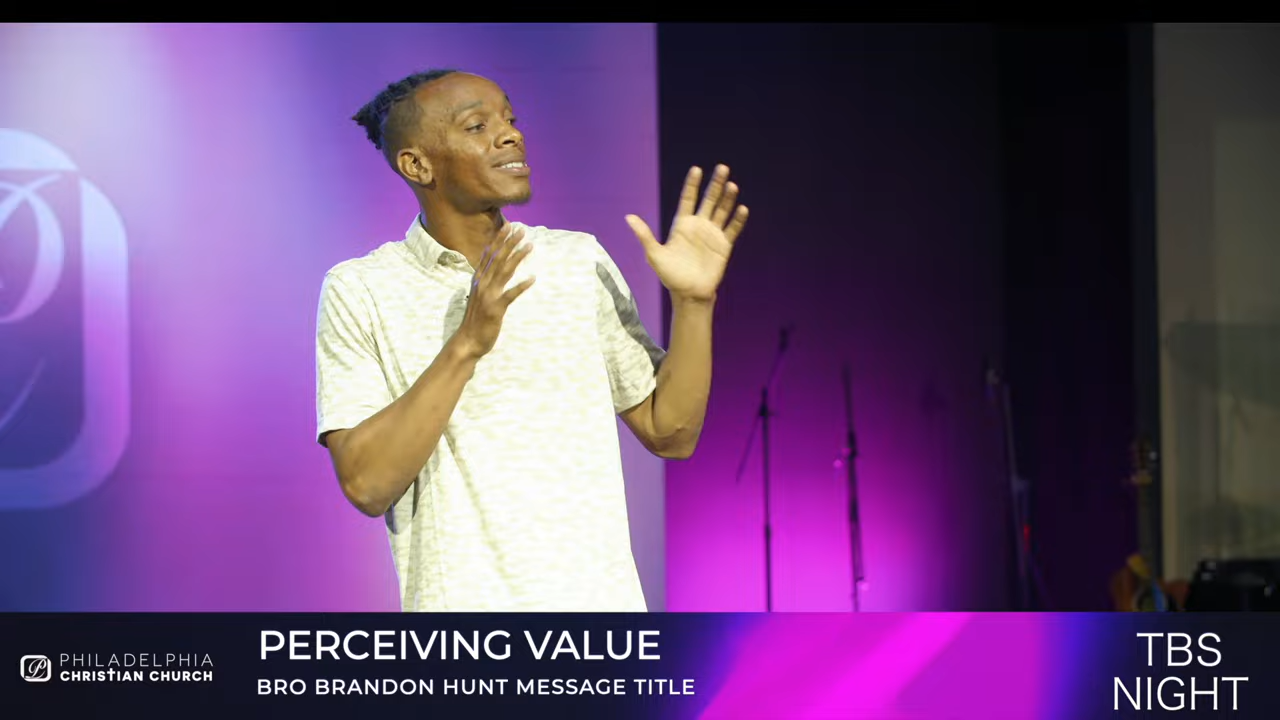 PERCEIVING VALUE
BRO BRANDON HUNT MESSAGE TITLE
PHILADELPHIA
CHRISTIAN CHURCH
TBS
NIGHT